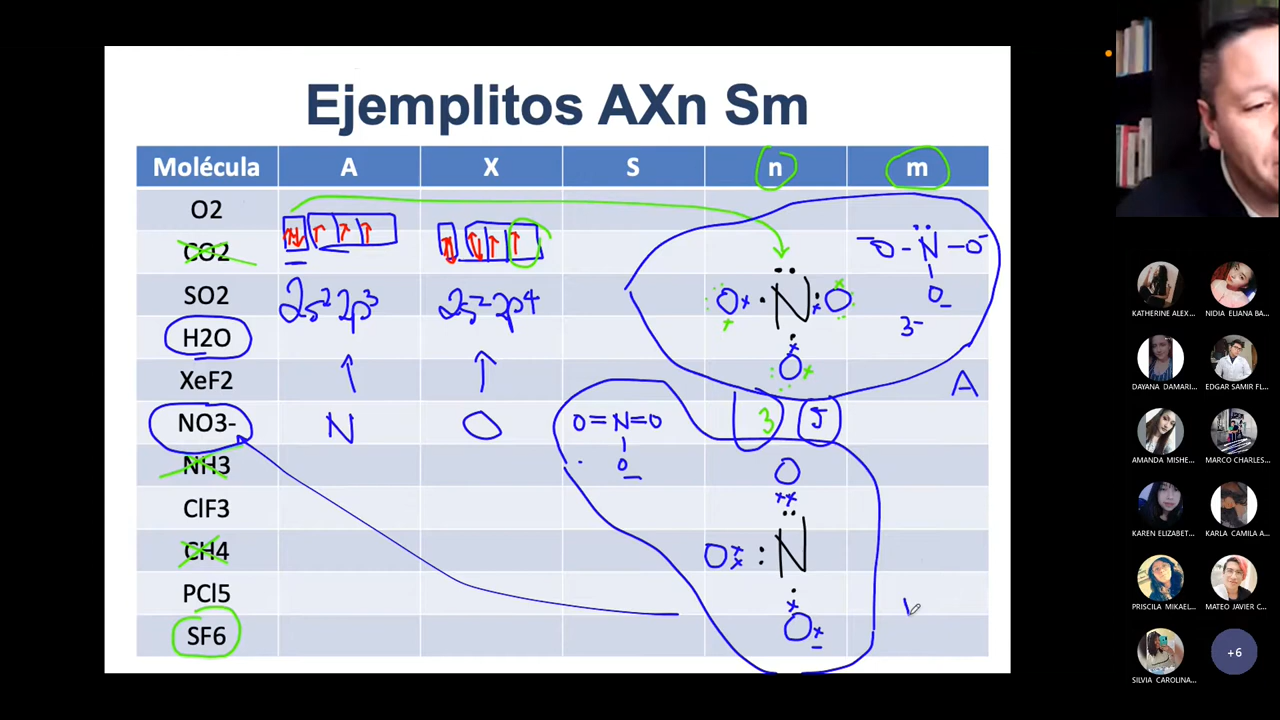 Ejemplitos AXn Sm
Molécula A X S n m
O2
CO2
SO2
H2O
XeF2
NO3-
NH3
ClF3
CH4
PCl5
SF6
2s² 2p³ 2s² 2p⁴
N O
⁻O - N - O⁻
O
-
3-
O N O
O
A
3 5
O = N = O
O
-
O
O N
O
-
KATHERINE ALEX... NIDIA ELIANA BA...
DAYANA DAMARI... EDGAR SAMIR FL...
AMANDA MISHE... MARCO CHARLES...
KAREN ELIZABET... KARLA CAMILA A...
PRISCILA MIKAEL... MATEO JAVIER C...
SILVIA CAROLINA... +6